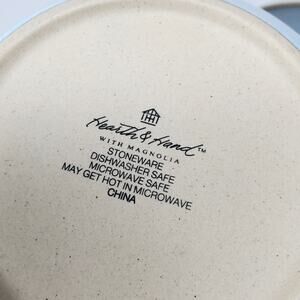 Hearth & Hand™
WITH MAGNOLIA
STONEWARE
DISHWASHER SAFE
MICROWAVE SAFE
MAY GET HOT IN MICROWAVE
CHINA